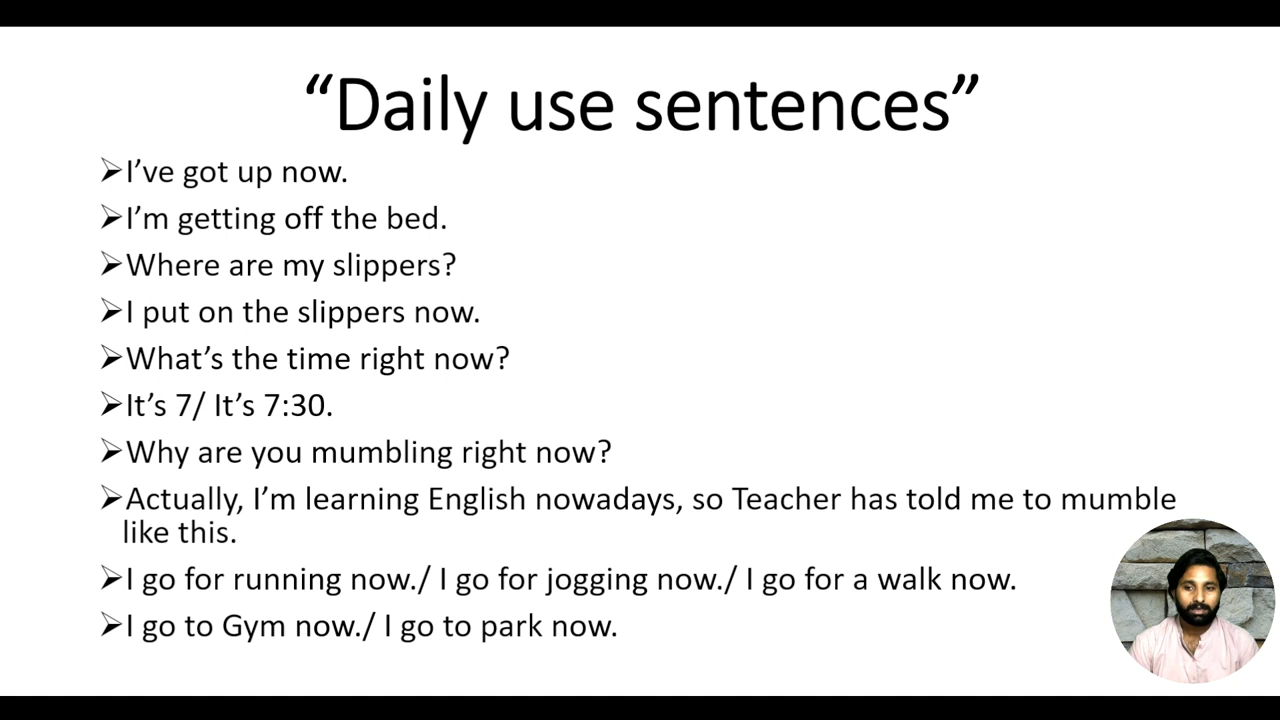 “Daily use sentences”
➢I’ve got up now.
➢I’m getting off the bed.
➢Where are my slippers?
➢I put on the slippers now.
➢What’s the time right now?
➢It’s 7/ It’s 7:30.
➢Why are you mumbling right now?
➢Actually, I’m learning English nowadays, so Teacher has told me to mumble
like this.
➢I go for running now./ I go for jogging now./ I go for a walk now.
➢I go to Gym now./ I go to park now.